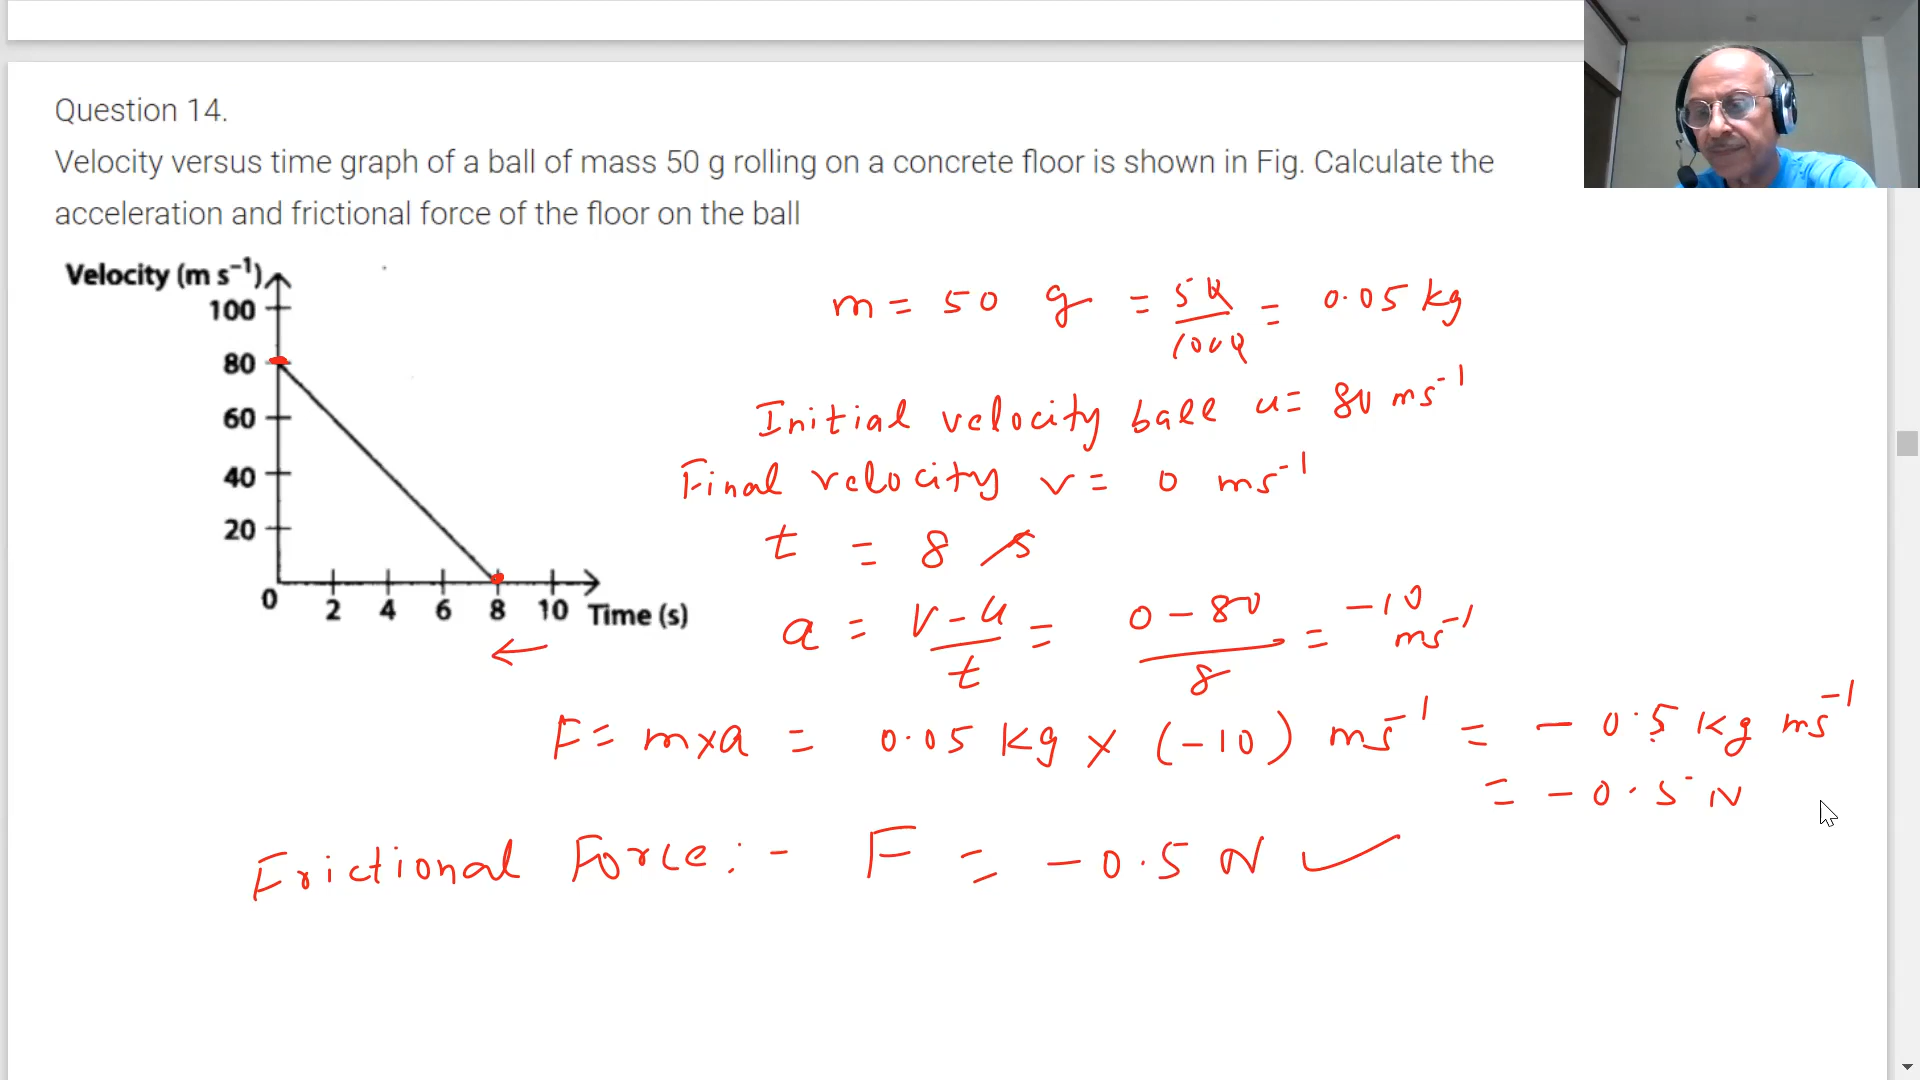 Question 14.
Velocity versus time graph of a ball of mass 50 g rolling on a concrete floor is shown in Fig. Calculate the
acceleration and frictional force of the floor on the ball
Velocity (m s⁻¹)
100
80
60
40
20
0 2 4 6 8 10 Time (s)
←
m = 50 g = 50/1000 = 0.05 kg
Initial velocity ball u = 80 ms⁻¹
Final velocity v = 0 ms⁻¹
t = 8 s
a = v-u/t = 0-80/8 = -10 ms⁻¹
F = m×a = 0.05 kg × (-10) ms⁻¹ = -0.5 kg ms⁻¹
= -0.5 N
Frictional Force:- F = -0.5 N ✓